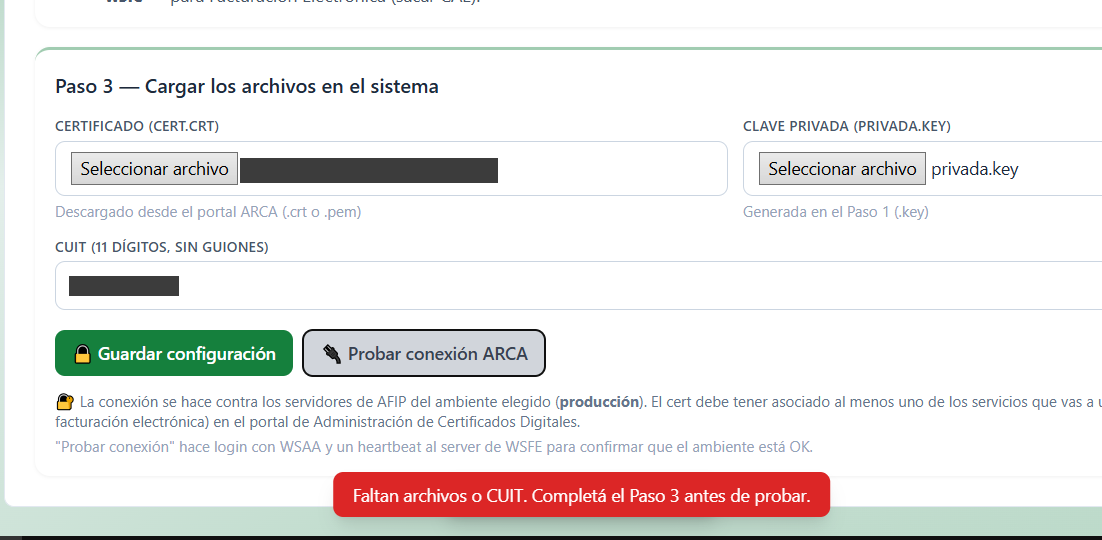 para Facturación Electrónica (sacar CAE).
Paso 3 — Cargar los archivos en el sistema
CERTIFICADO (CERT.CRT)
CLAVE PRIVADA (PRIVADA.KEY)
Seleccionar archivo
Seleccionar archivo privada.key
Descargado desde el portal ARCA (.crt o .pem)
Generada en el Paso 1 (.key)
CUIT (11 DÍGITOS, SIN GUIONES)
Guardar configuración
Probar conexión ARCA
La conexión se hace contra los servidores de AFIP del ambiente elegido (producción). El cert debe tener asociado al menos uno de los servicios que vas a
facturación electrónica) en el portal de Administración de Certificados Digitales.
"Probar conexión" hace login con WSAA y un heartbeat al server de WSFE para confirmar que el ambiente está OK.
Faltan archivos o CUIT. Completá el Paso 3 antes de probar.